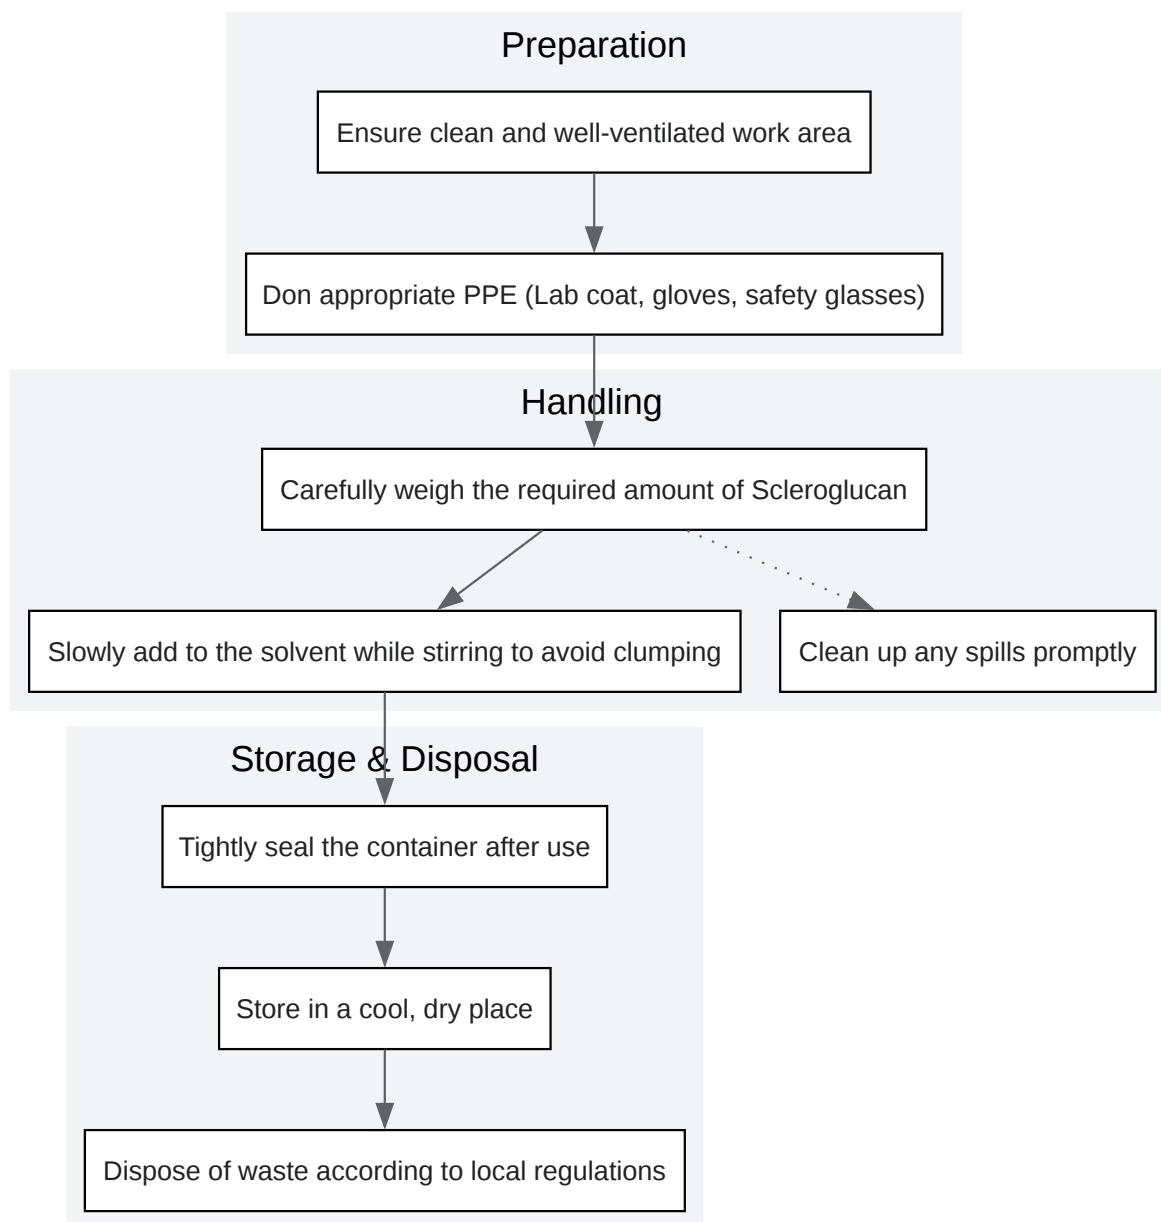 Preparation
Ensure clean and well-ventilated work area
Don appropriate PPE (Lab coat, gloves, safety glasses)
Handling
Carefully weigh the required amount of Scleroglucan
Slowly add to the solvent while stirring to avoid clumping
Clean up any spills promptly
Storage & Disposal
Tightly seal the container after use
Store in a cool, dry place
Dispose of waste according to local regulations